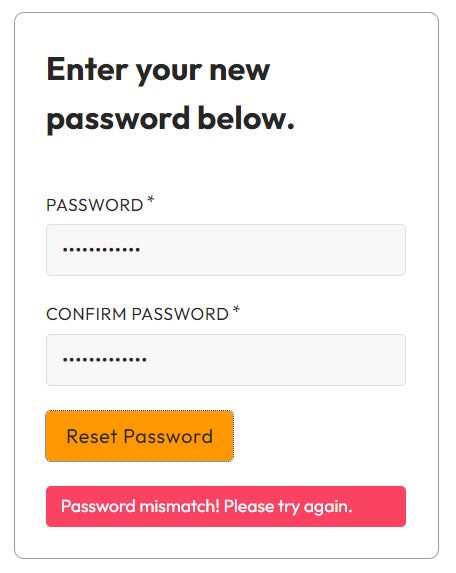 Enter your new
password below.
PASSWORD *
••••••••••••
CONFIRM PASSWORD *
•••••••••••••
Reset Password
Password mismatch! Please try again.